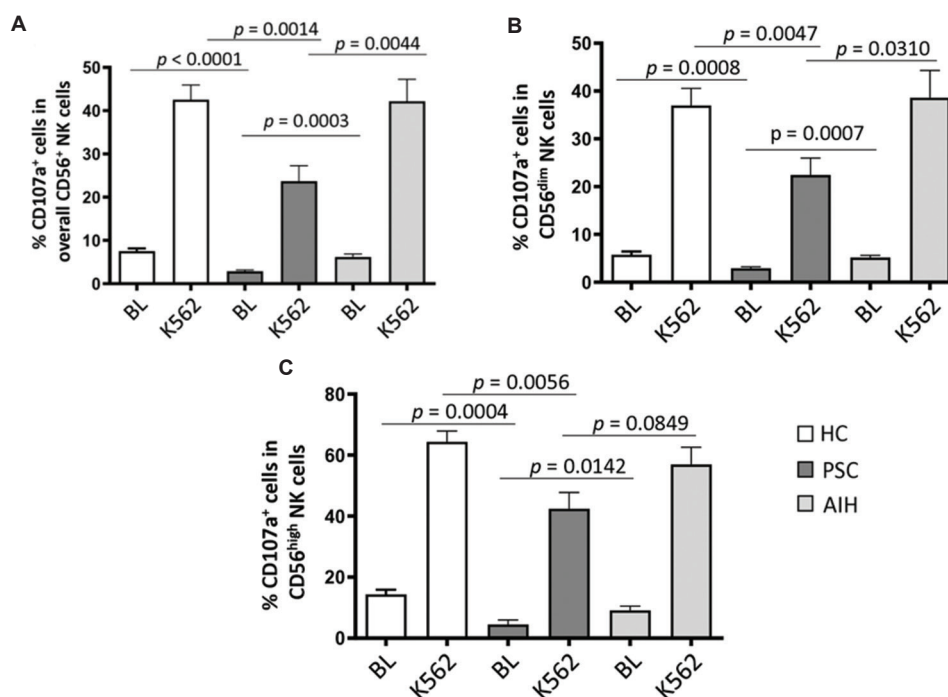 A
p = 0.0014
p < 0.0001
p = 0.0044
p = 0.0003
% CD107a⁺ cells in
overall CD56⁺ NK cells
50
40
30
20
10
0
BL
K562
BL
K562
BL
K562
B
p = 0.0047
p = 0.0008
p = 0.0310
p = 0.0007
% CD107a⁺ cells in
CD56ᵈⁱᵐ NK cells
50
40
30
20
10
0
BL
K562
BL
K562
BL
K562
C
p = 0.0056
p = 0.0004
p = 0.0849
p = 0.0142
% CD107a⁺ cells in
CD56ʰⁱᵍʰ NK cells
80
60
40
20
0
BL
K562
BL
K562
BL
K562
HC
PSC
AIH